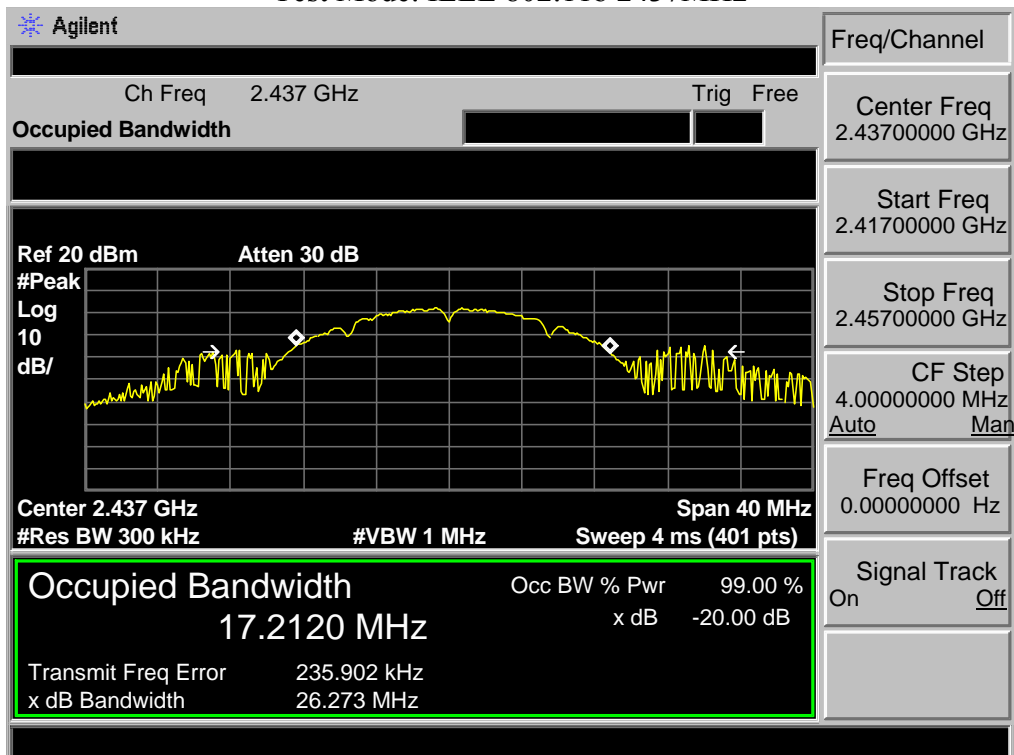 Agilent
Ch Freq 2.437 GHz Trig Free
Occupied Bandwidth
Ref 20 dBm Atten 30 dB
#Peak
Log
10
dB/
Center 2.437 GHz Span 40 MHz
#Res BW 300 kHz #VBW 1 MHz Sweep 4 ms (401 pts)
Occupied Bandwidth Occ BW % Pwr 99.00 %
17.2120 MHz x dB -20.00 dB
Transmit Freq Error 235.902 kHz
x dB Bandwidth 26.273 MHz
Freq/Channel
Center Freq
2.43700000 GHz
Start Freq
2.41700000 GHz
Stop Freq
2.45700000 GHz
CF Step
4.00000000 MHz
Auto Man
Freq Offset
0.00000000 Hz
Signal Track
On Off